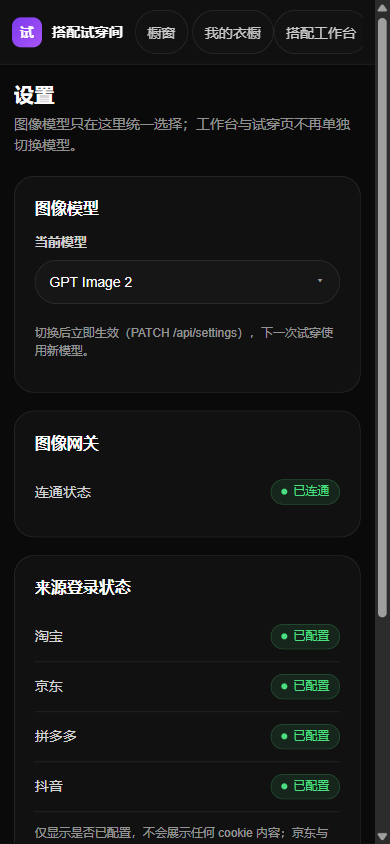 试 搭配试穿间 橱窗 我的衣橱 搭配工作台
设置
图像模型只在这里统一选择；工作台与试穿页不再单独
切换模型。
图像模型
当前模型
GPT Image 2
切换后立即生效（PATCH /api/settings），下一次试穿使
用新模型。
图像网关
连通状态 已连通
来源登录状态
淘宝 已配置
京东 已配置
拼多多 已配置
抖音 已配置
仅显示是否已配置，不会展示任何 cookie 内容；京东与